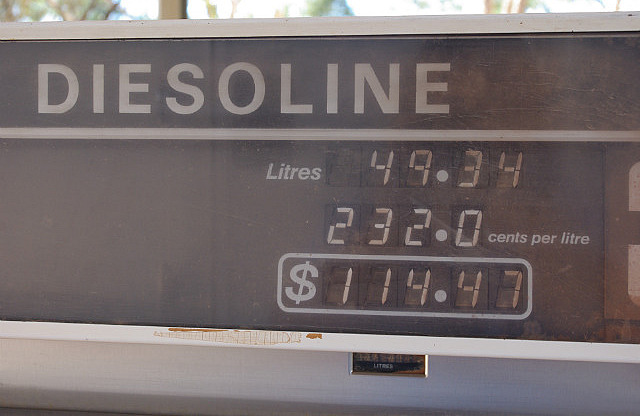 DIESOLINE
Litres 49.34
232.0 cents per litre
$ 114.47
LITRES